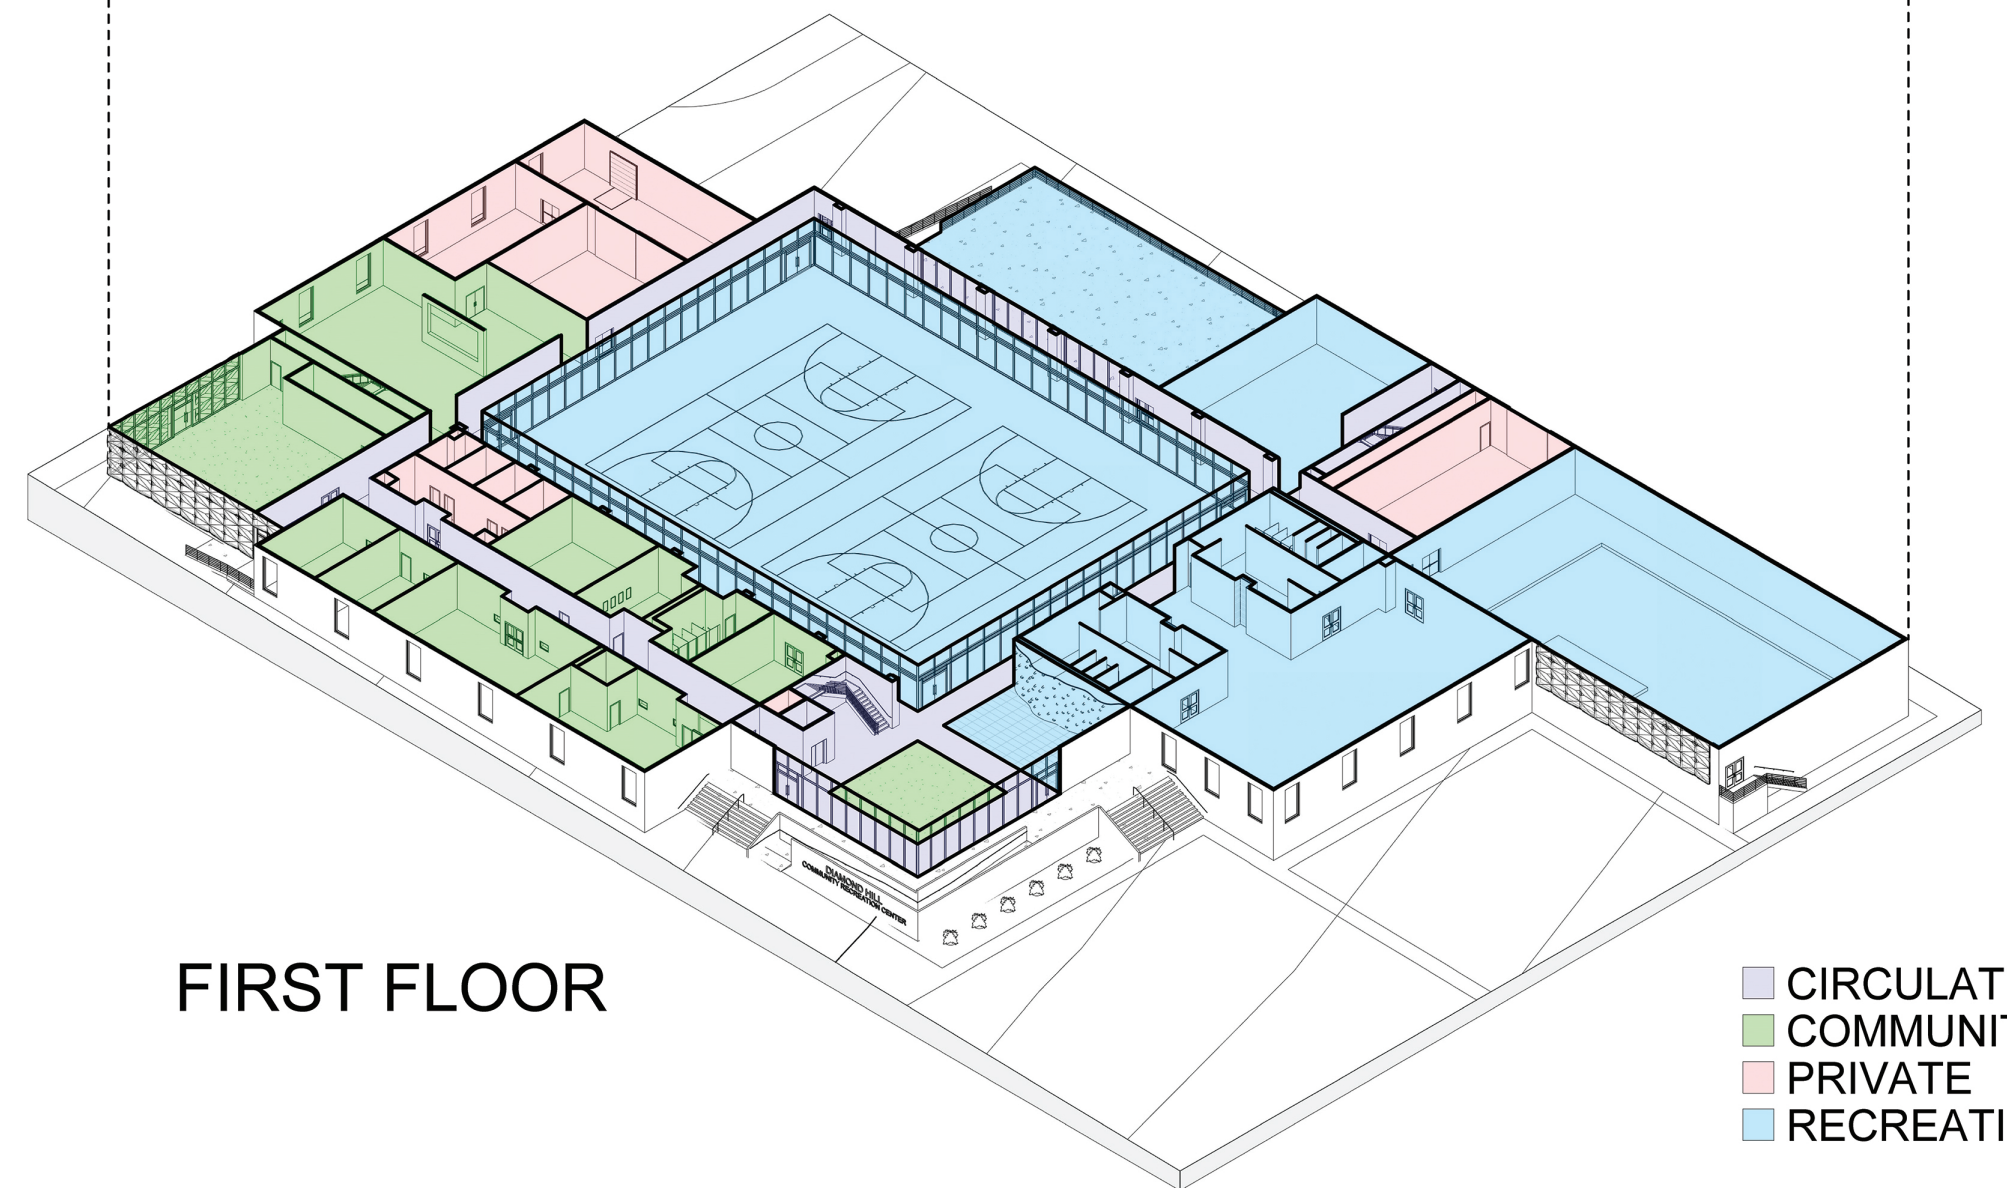 DIAMOND HILL
COMMUNITY RECREATION CENTER
FIRST FLOOR
CIRCULAT
COMMUNIT
PRIVATE
RECREATI